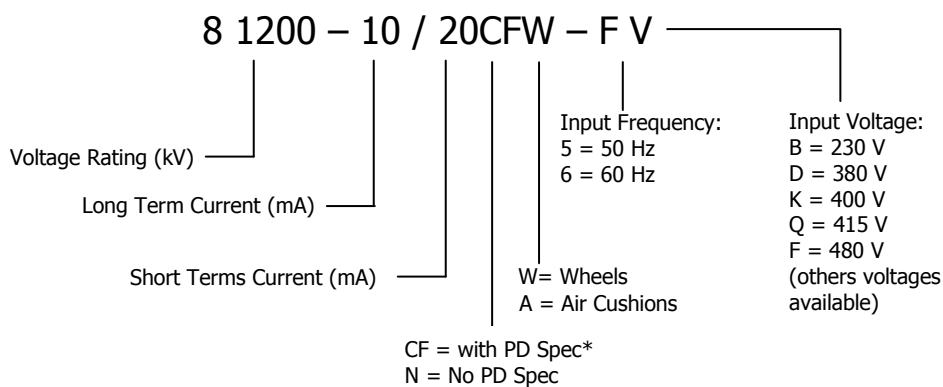 8 1200 – 10 / 20CFW – F V
Voltage Rating (kV)
Long Term Current (mA)
Short Terms Current (mA)
CF = with PD Spec*
N = No PD Spec
W= Wheels
A = Air Cushions
Input Frequency:
5 = 50 Hz
6 = 60 Hz
Input Voltage:
B = 230 V
D = 380 V
K = 400 V
Q = 415 V
F = 480 V
(others voltages
available)